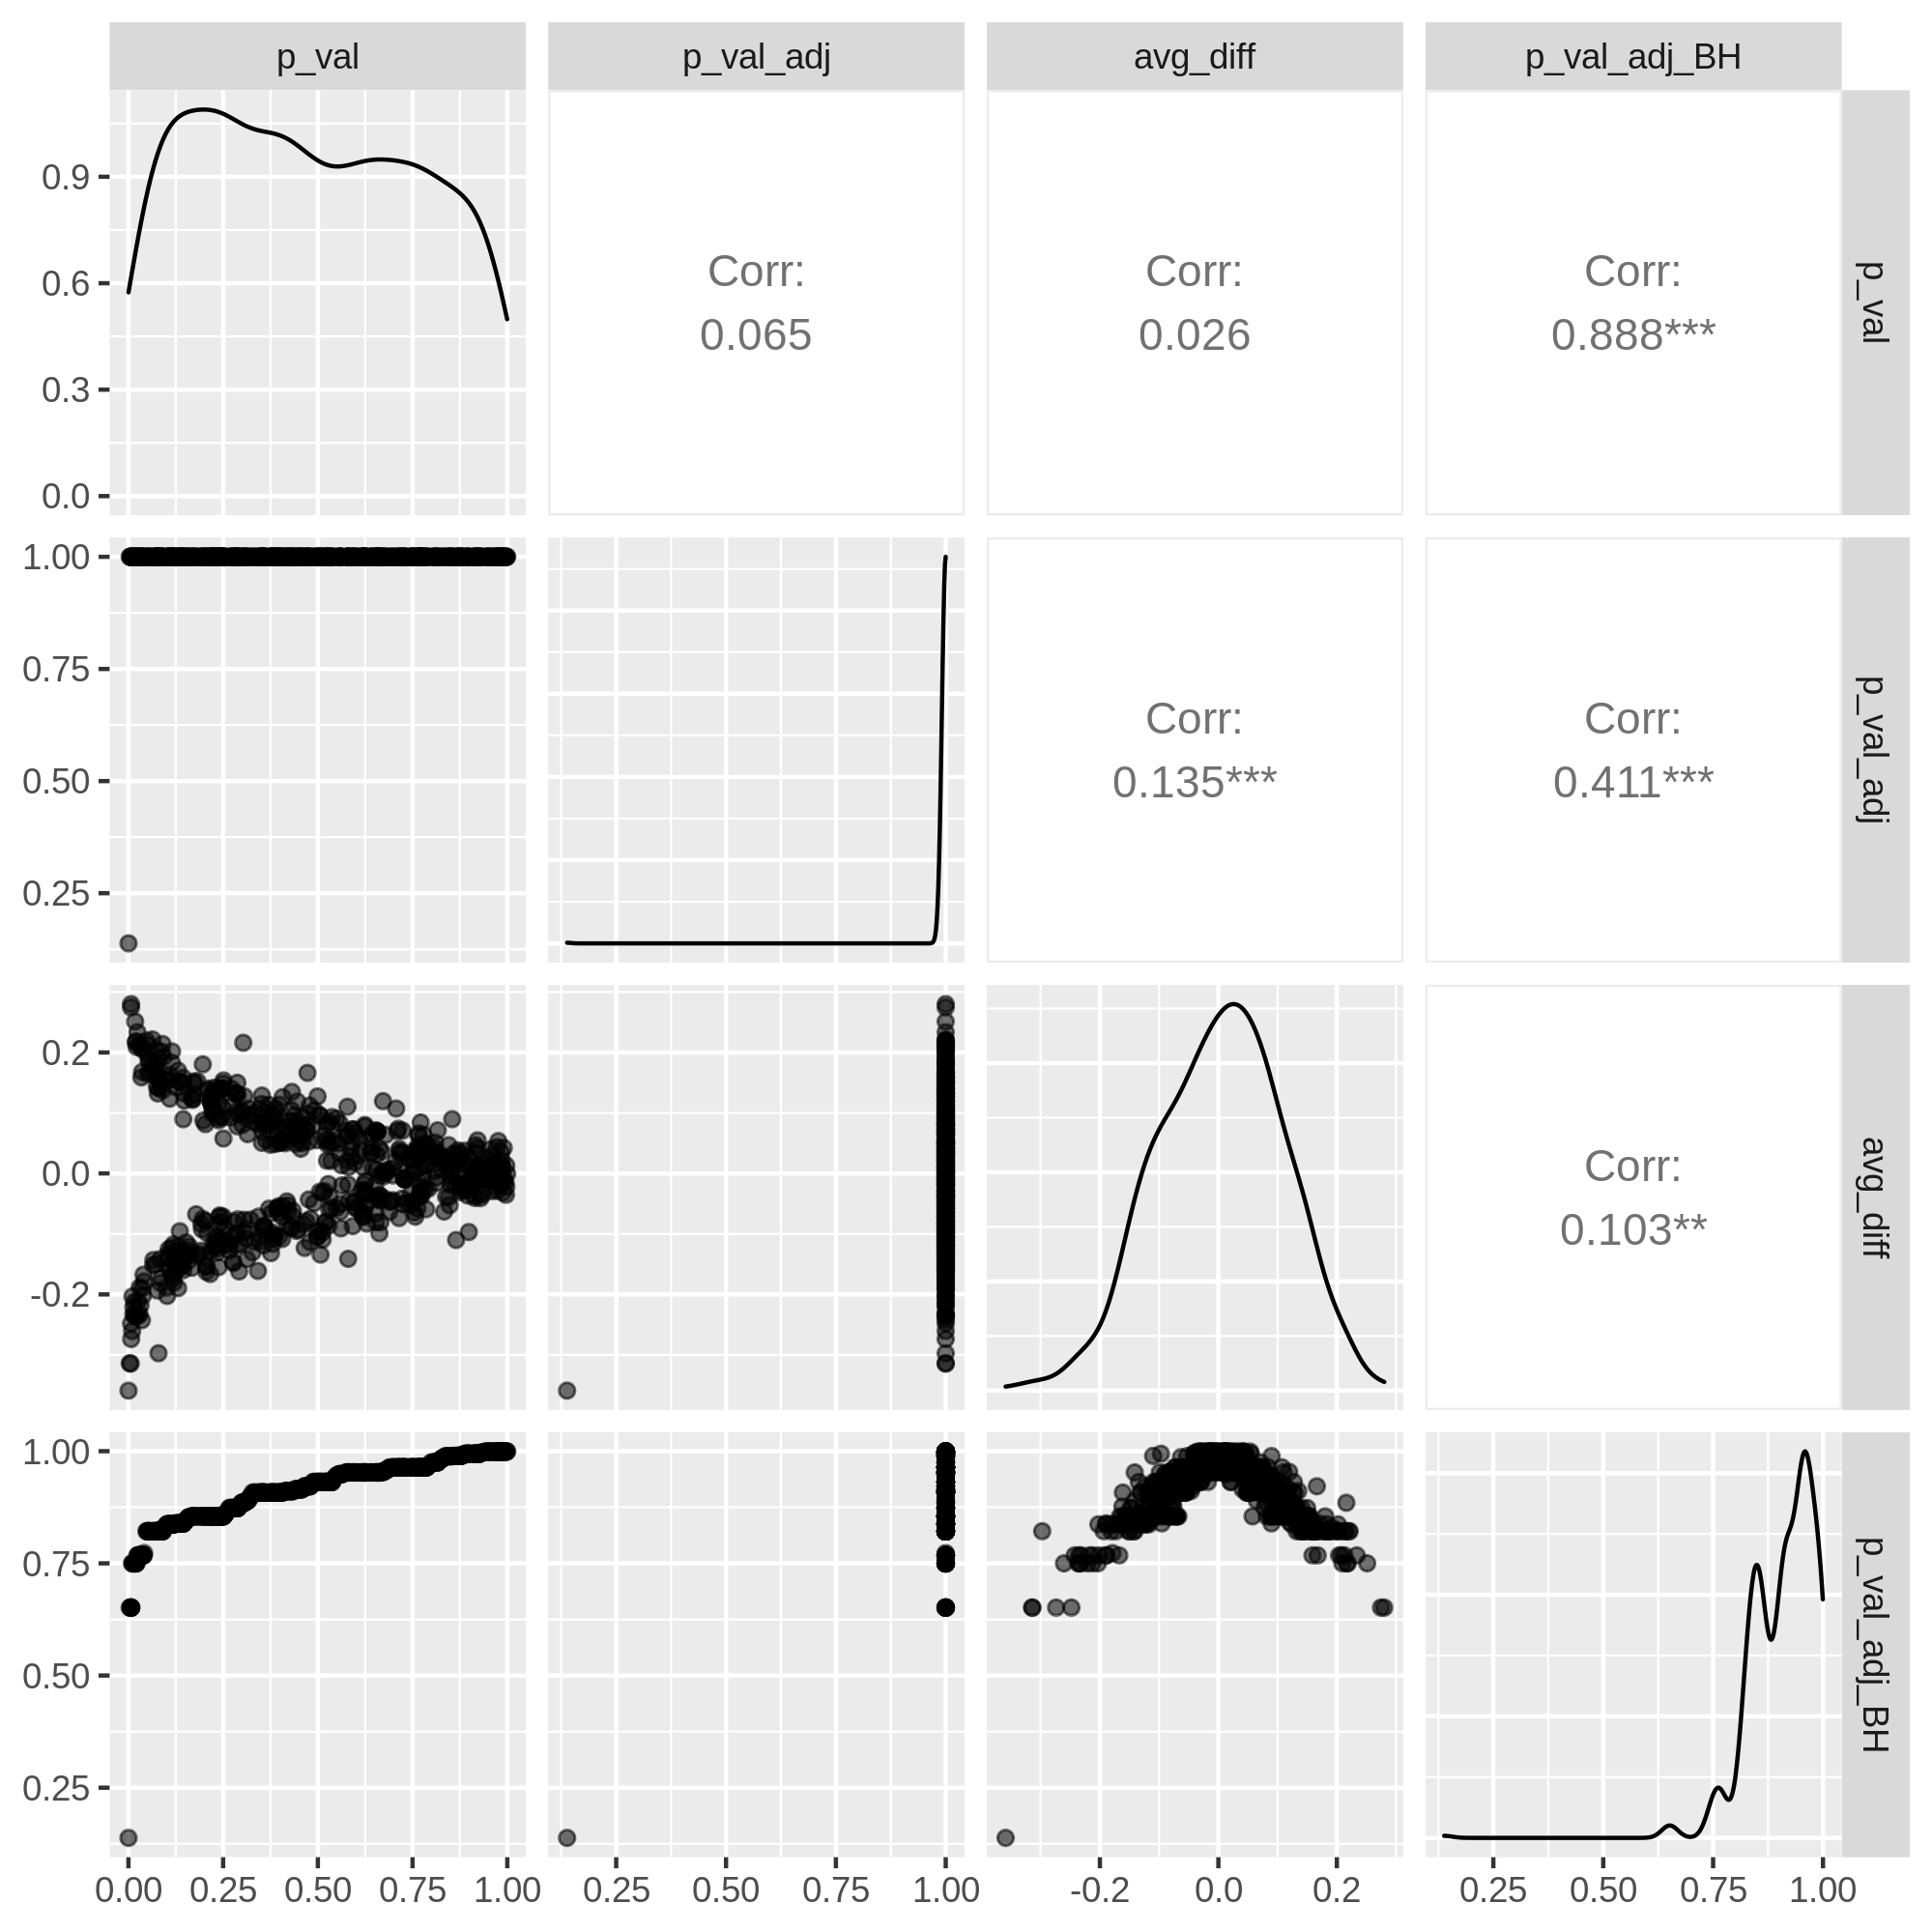 p_val p_val_adj avg_diff p_val_adj_BH
0.9
0.6
0.3
0.0
Corr:
0.065
Corr:
0.026
Corr:
0.888***
p_val
1.00
0.75
0.50
0.25
Corr:
0.135***
Corr:
0.411***
p_val_adj
0.2
0.0
-0.2
Corr:
0.103**
avg_diff
1.00
0.75
0.50
0.25
p_val_adj_BH
0.00 0.25 0.50 0.75 1.00 0.25 0.50 0.75 1.00 -0.2 0.0 0.2 0.25 0.50 0.75 1.00